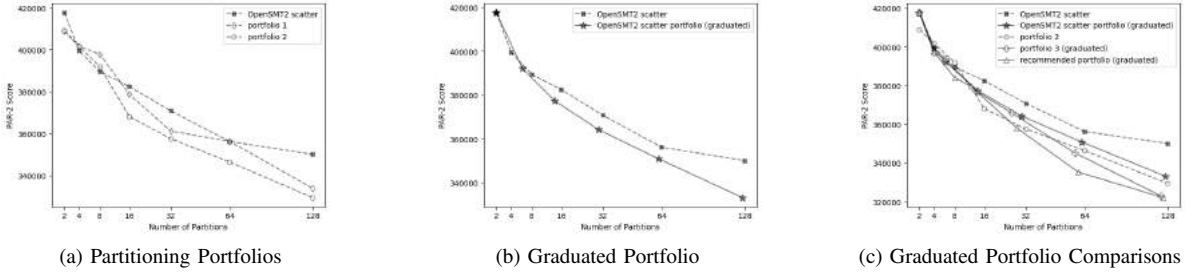 420000
400000
380000
360000
340000
PAR-2 Score
OpenSMT2 scatter
portfolio 1
portfolio 2
2 4 8 16 32 64 128
Number of Partitions
(a) Partitioning Portfolios
420000
400000
380000
360000
340000
PAR-2 Score
OpenSMT2 scatter
OpenSMT2 scatter portfolio (graduated)
2 4 8 16 32 64 128
Number of Partitions
(b) Graduated Portfolio
420000
400000
380000
360000
340000
320000
PAR-2 Score
OpenSMT2 scatter
OpenSMT2 scatter portfolio (graduated)
portfolio 2
portfolio 3 (graduated)
recommended portfolio (graduated)
2 4 8 16 32 64 128
Number of Partitions
(c) Graduated Portfolio Comparisons